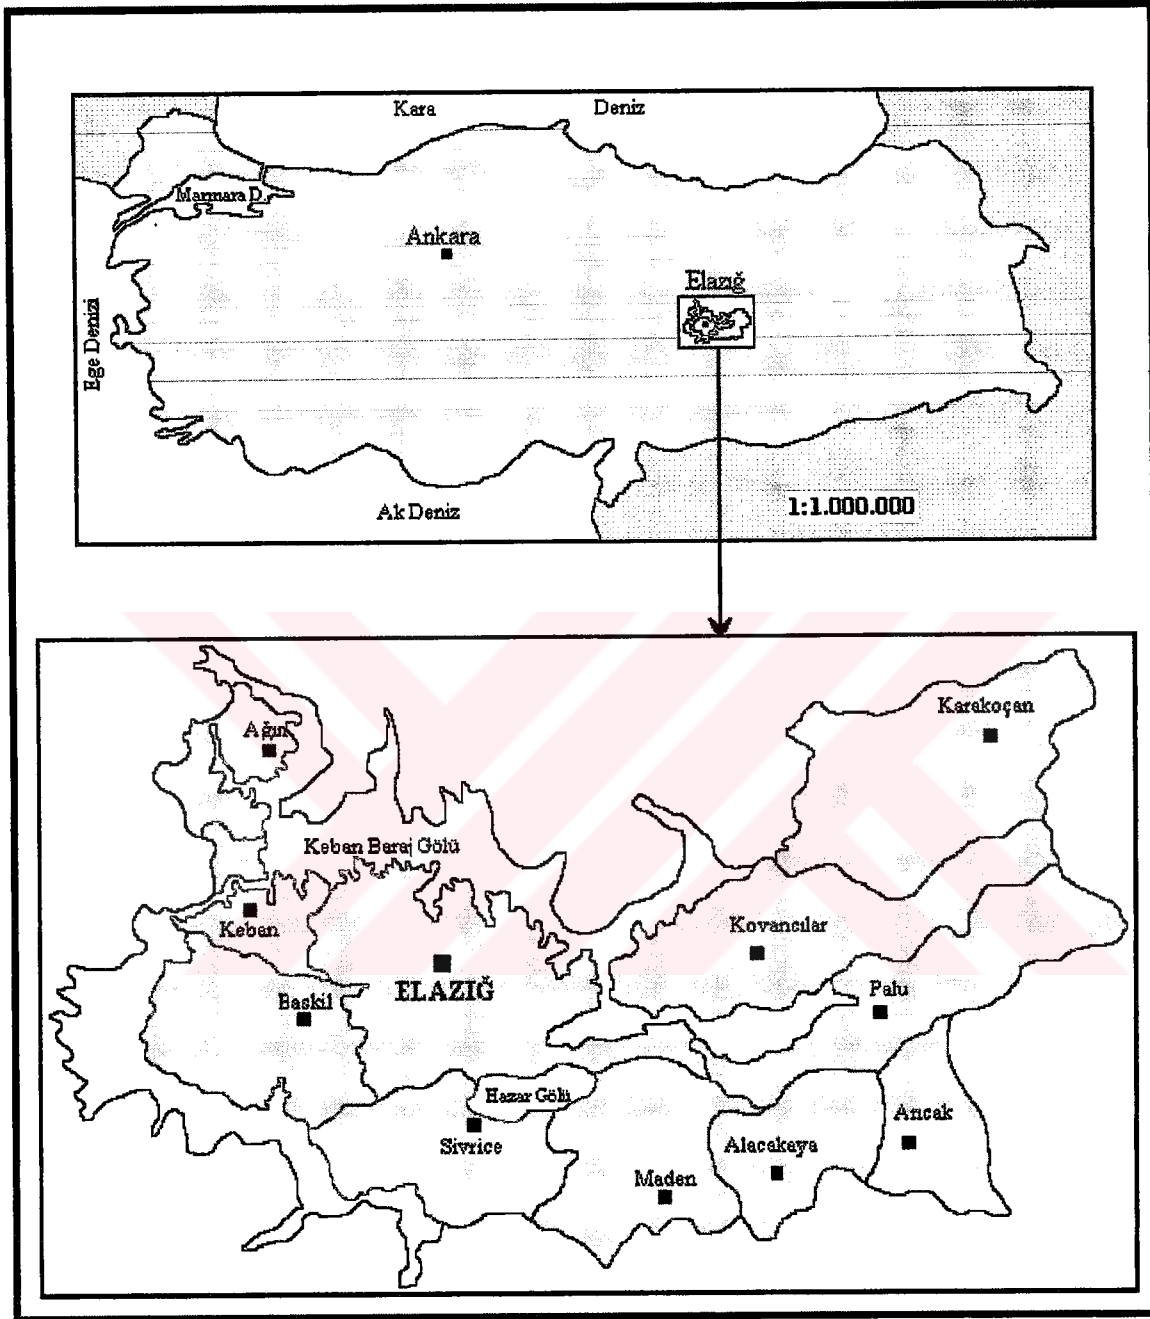 Kara Deniz
Marmara D.
Ankara
Elazığ
Ege Denizi
Ak Deniz
1:1.000.000
Karakoçan
Ağın
Keban Baraj Gölü
Keban
Kovancılar
ELAZIĞ
Baskil
Palu
Hazar Gölü
Arıcak
Sivrice
Alacakaya
Maden